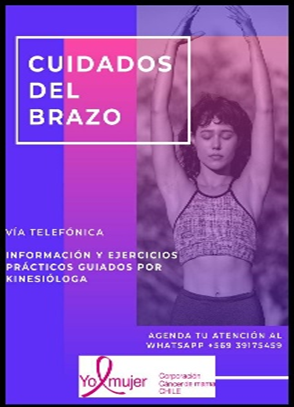 CUIDADOS
DEL
BRAZO
VÍA TELEFÓNICA
INFORMACIÓN Y EJERCICIOS
PRÁCTICOS GUIADOS POR
KINESIÓLOGA
AGENDA TU ATENCIÓN AL
WHATSAPP +569 39175459
Yo mujer
Corporación
Cáncer de mama
CHILE